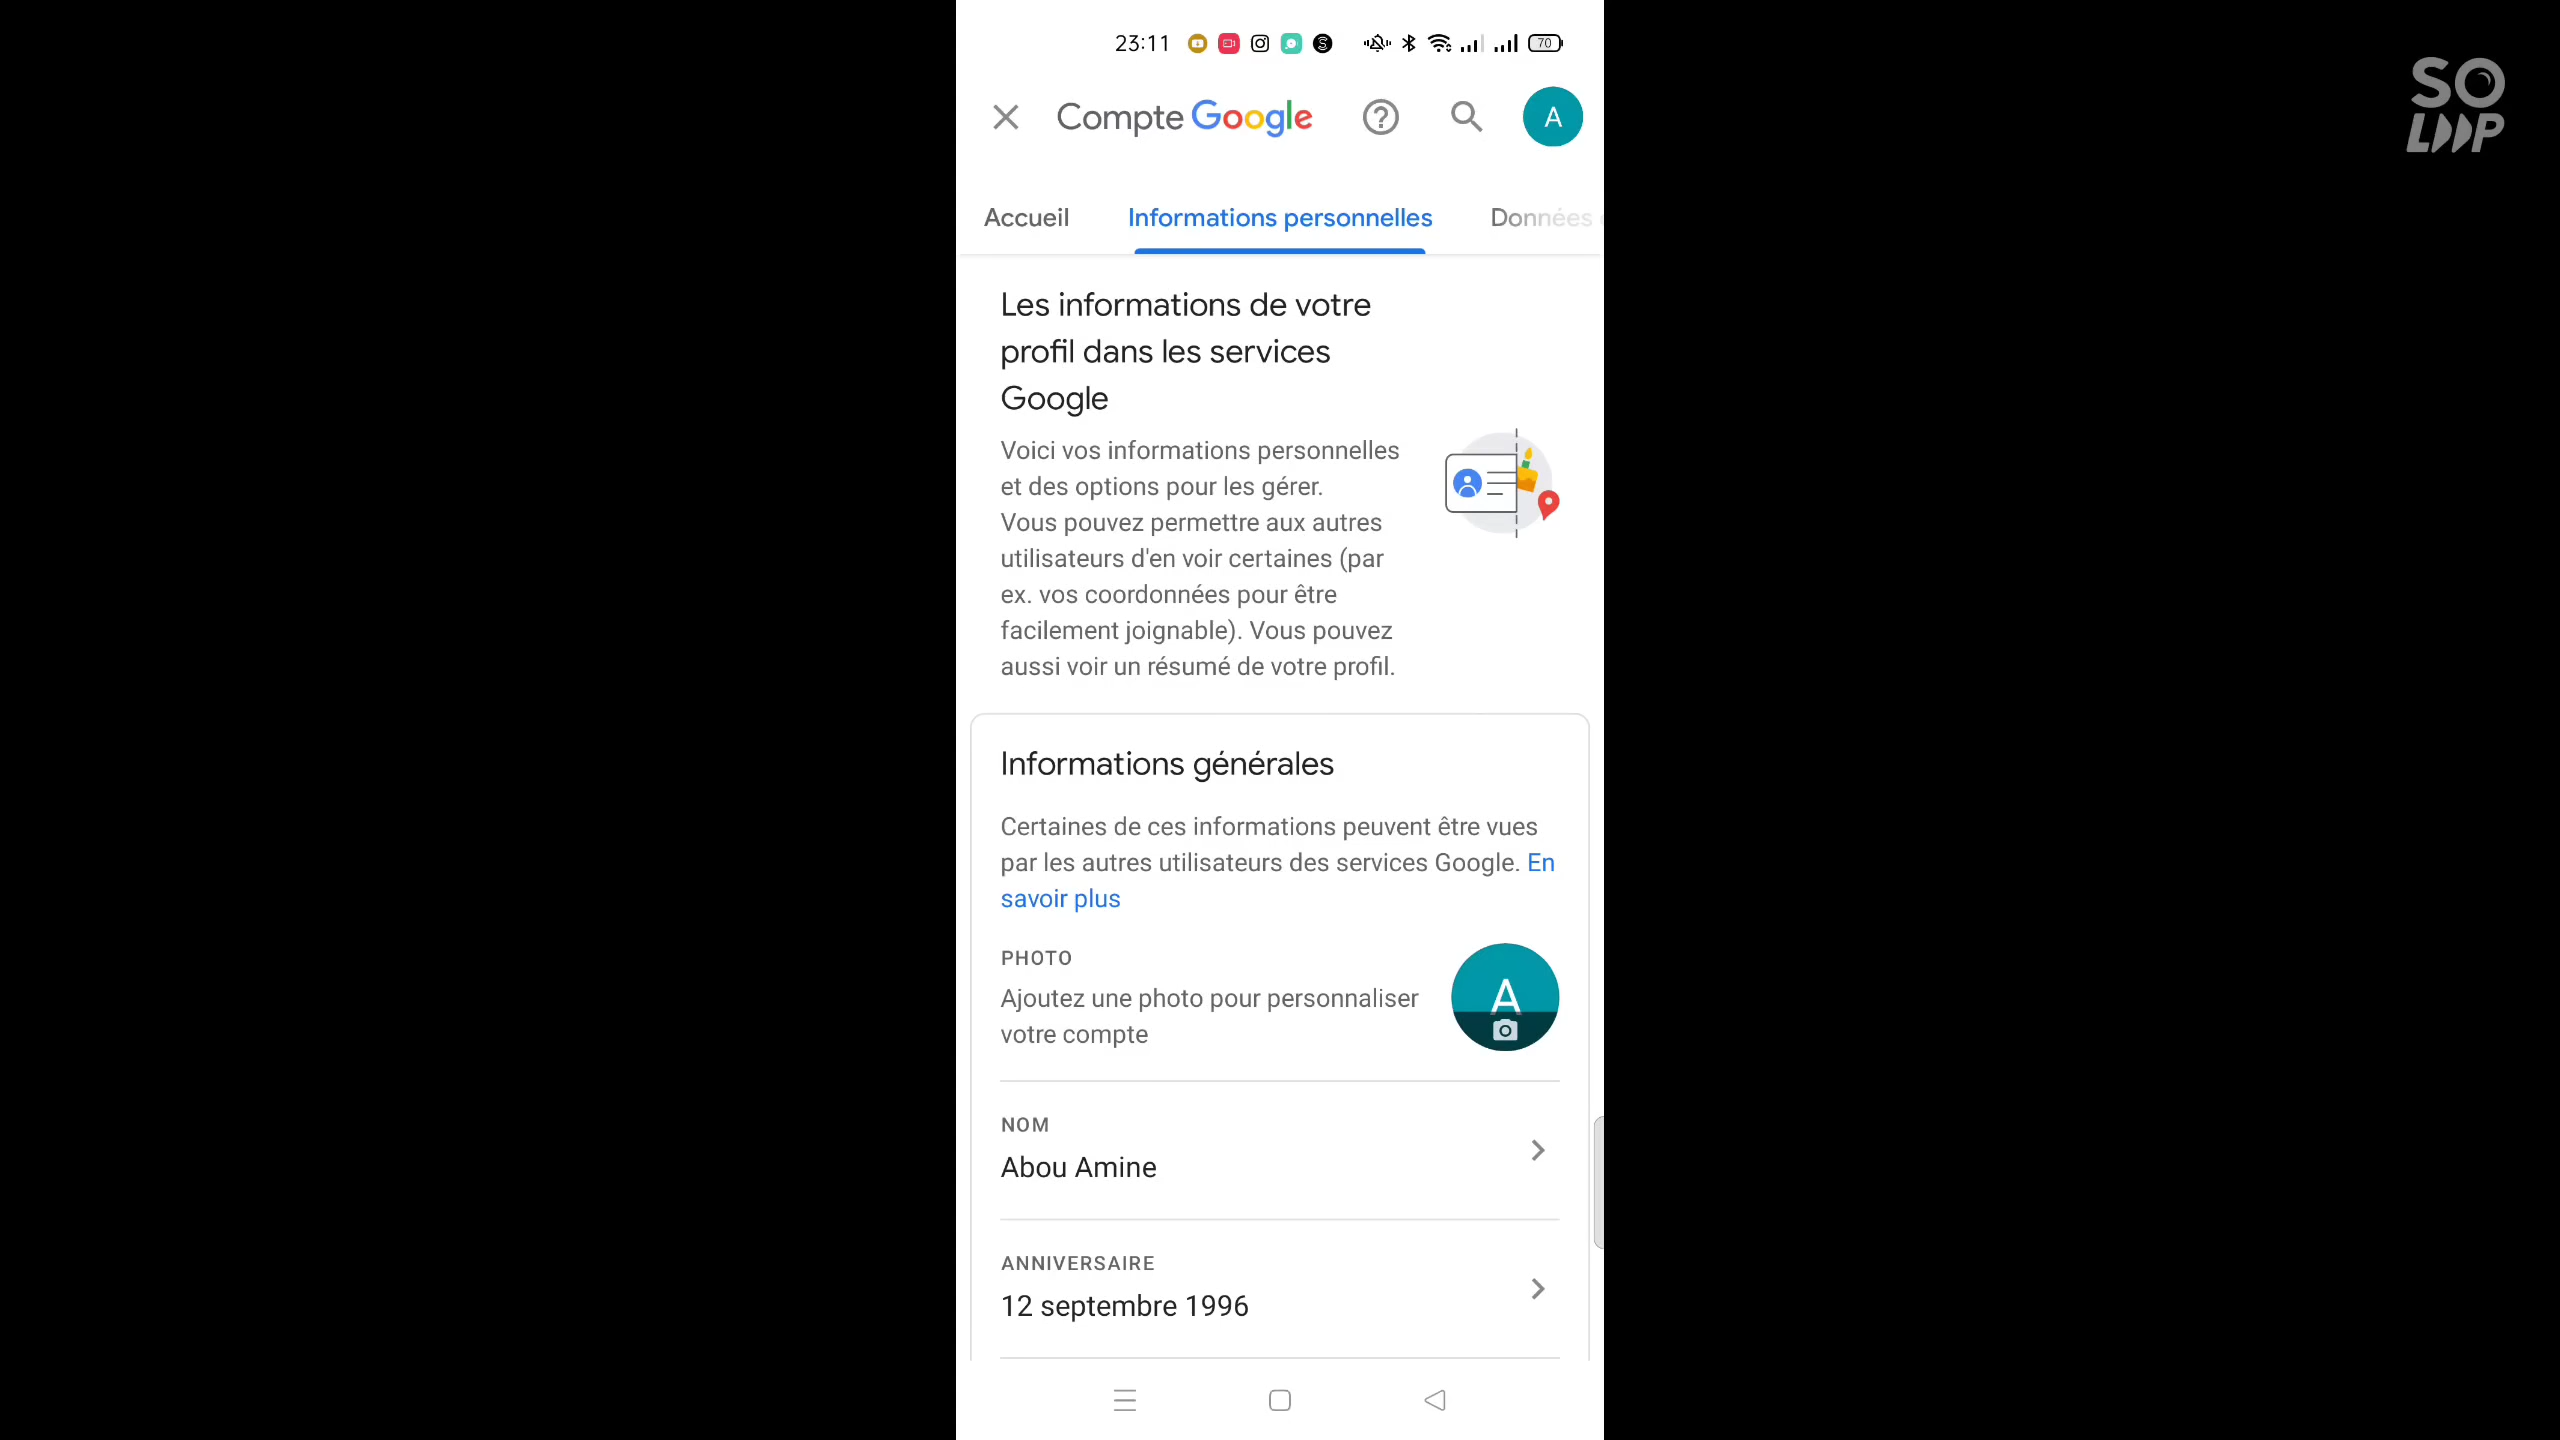 23:11
70
Compte Google
A
Accueil
Informations personnelles
Données
Les informations de votre
profil dans les services
Google
Voici vos informations personnelles
et des options pour les gérer.
Vous pouvez permettre aux autres
utilisateurs d'en voir certaines (par
ex. vos coordonnées pour être
facilement joignable). Vous pouvez
aussi voir un résumé de votre profil.
Informations générales
Certaines de ces informations peuvent être vues
par les autres utilisateurs des services Google. En
savoir plus
PHOTO
Ajoutez une photo pour personnaliser
votre compte
A
NOM
Abou Amine
ANNIVERSAIRE
12 septembre 1996
SO
LOOP